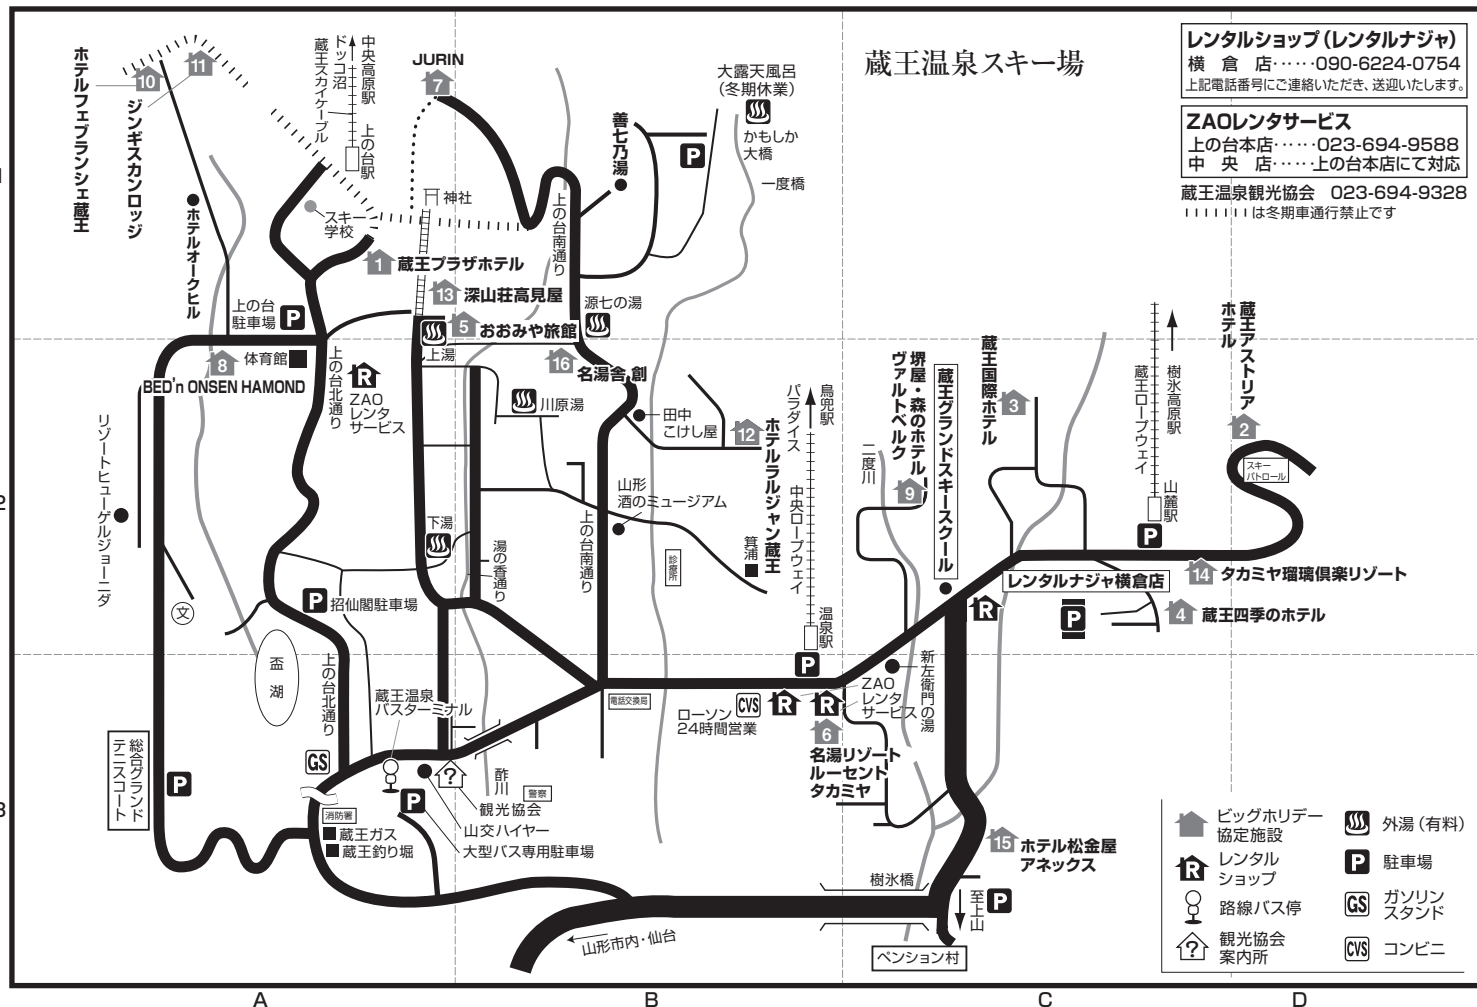 蔵王温泉スキー場
レンタルショップ(レンタルナジャ)
横 倉 店……090-6224-0754
上記電話番号にご連絡いただき、送迎いたします。
ZAOレンタサービス
上の台本店……023-694-9588
中 央 店……上の台本店にて対応
蔵王温泉観光協会 023-694-9328
は冬期車通行禁止です
ホテルフェブランシェ蔵王
10
11
ジンギスカンロッジ
ホテルオークヒル
蔵王スカイケーブル
ドッコ沼
中央高原駅
上の台駅
JURIN
7
神社
スキー
学校
1
蔵王プラザホテル
13
深山荘高見屋
5
おおみや旅館
上湯
上の台
駐車場
P
8
体育館
BED'n ONSEN HAMOND
上の台北通り
R
ZAO
レンタ
サービス
リゾートヒューゲルジョーニダ
文
善七乃湯
P
大露天風呂
(冬期休業)
かもしか
大橋
一度橋
上の台南通り
源七の湯
16
名湯舎 創
川原湯
田中
こけし屋
12
ホテルラルジャン蔵王
山形
酒のミュージアム
上の台南通り
診療所
箕浦
下湯
湯の香通り
P
招仙閣駐車場
盃湖
上の台北通り
鳥兜駅
パラダイス
中央ロープウェイ
温泉駅
P
二度川
堺屋・森のホテル
ヴァルトベルク
9
蔵王グランドスキースクール
蔵王国際ホテル
3
樹氷高原駅
蔵王ロープウェイ
山麓駅
P
蔵王アストリア
ホテル
2
スキー
パトロール
レンタルナジャ横倉店
R
P
14
タカミヤ瑠璃倶楽リゾート
4
蔵王四季のホテル
新左衛門の湯
電話交換局
ローソン
24時間営業
CVS
R
R
ZAO
レンタ
サービス
6
名湯リゾート
ルーセント
タカミヤ
蔵王温泉
バスターミナル
GS
総合グランド
テニスコート
P
消防署
蔵王ガス
蔵王釣り堀
P
?
酢川
警察
観光協会
山交ハイヤー
大型バス専用駐車場
15
ホテル松金屋
アネックス
樹氷橋
至上山
P
山形市内・仙台
ペンション村
ビッグホリデー
協定施設
外湯(有料)
R
レンタル
ショップ
P
駐車場
路線バス停
GS
ガソリン
スタンド
?
観光協会
案内所
CVS
コンビニ
1
2
3
A
B
C
D